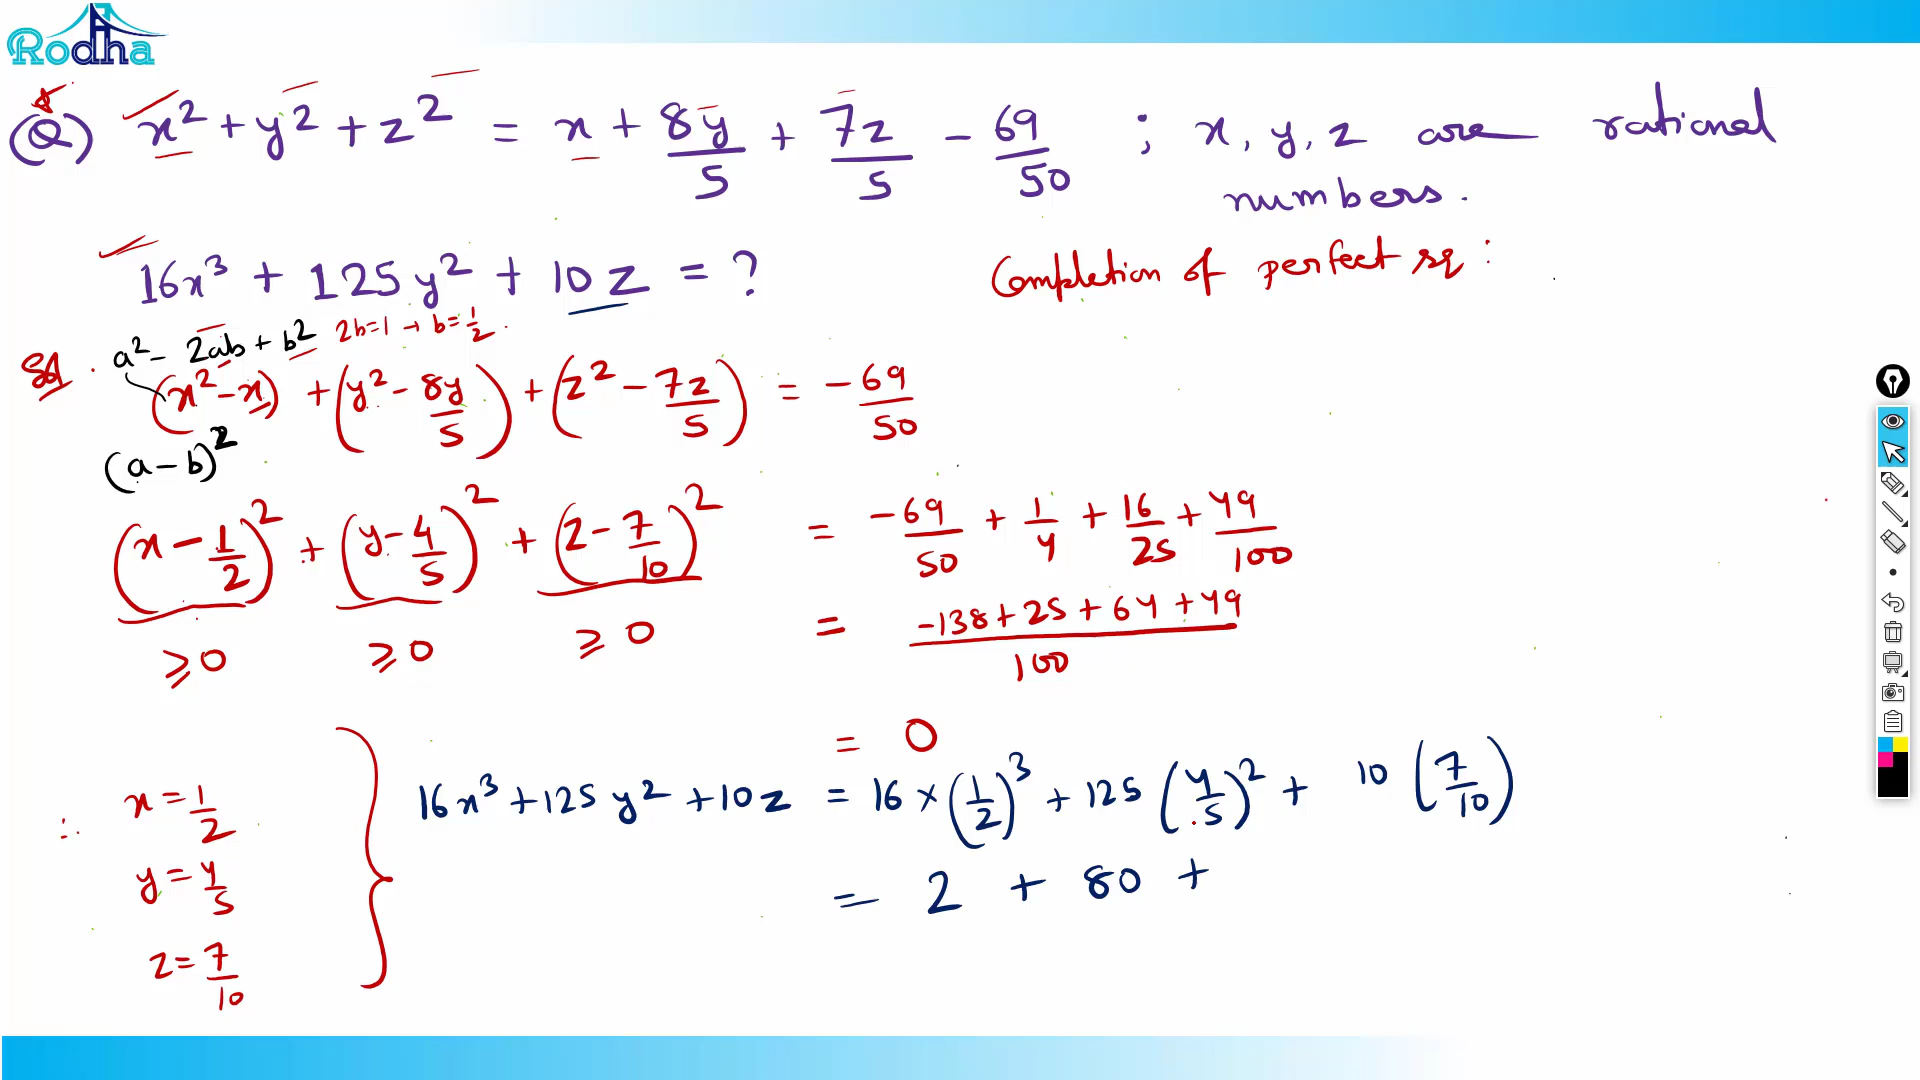 Rodha
(Q) x² + y² + z² = x + 8y/5 + 7z/5 - 69/50 ; x, y, z are rational
numbers.
16x³ + 125y² + 10z = ?
Completion of perfect sq :
a² - 2ab + b² 2b=1 → b=1/2.
Sol. (x² - x) + (y² - 8y/5) + (z² - 7z/5) = -69/50
(a - b)²
(x - 1/2)² + (y - 4/5)² + (z - 7/10)² = -69/50 + 1/4 + 16/25 + 49/100
≥0 ≥0 ≥0 = (-138 + 25 + 64 + 49)/100
= 0
∴ x = 1/2
y = 4/5
z = 7/10
16x³ + 125y² + 10z = 16 × (1/2)³ + 125 (4/5)² + 10 (7/10)
= 2 + 80 +